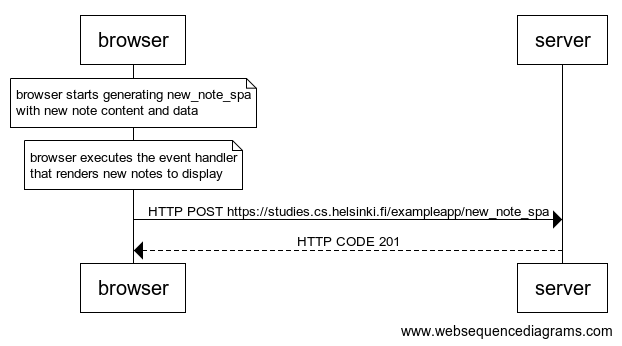 browser
server
browser starts generating new_note_spa
with new note content and data
browser executes the event handler
that renders new notes to display
HTTP POST https://studies.cs.helsinki.fi/exampleapp/new_note_spa
HTTP CODE 201
browser
server
www.websequencediagrams.com